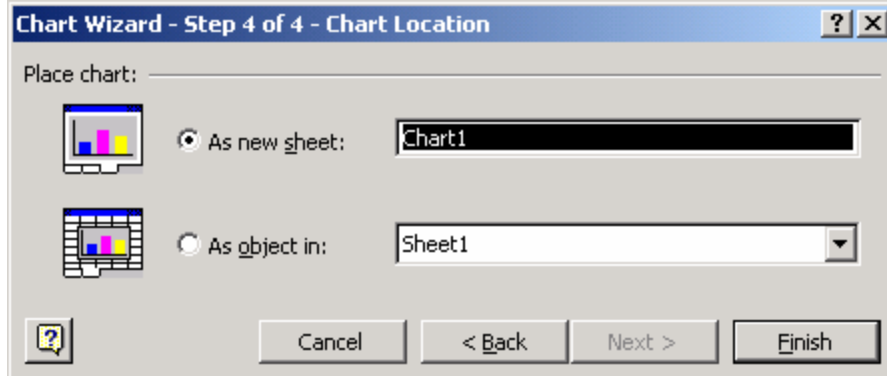 Chart Wizard - Step 4 of 4 - Chart Location
Place chart:
As new sheet: Chart1
As object in: Sheet1
Cancel < Back Next > Finish